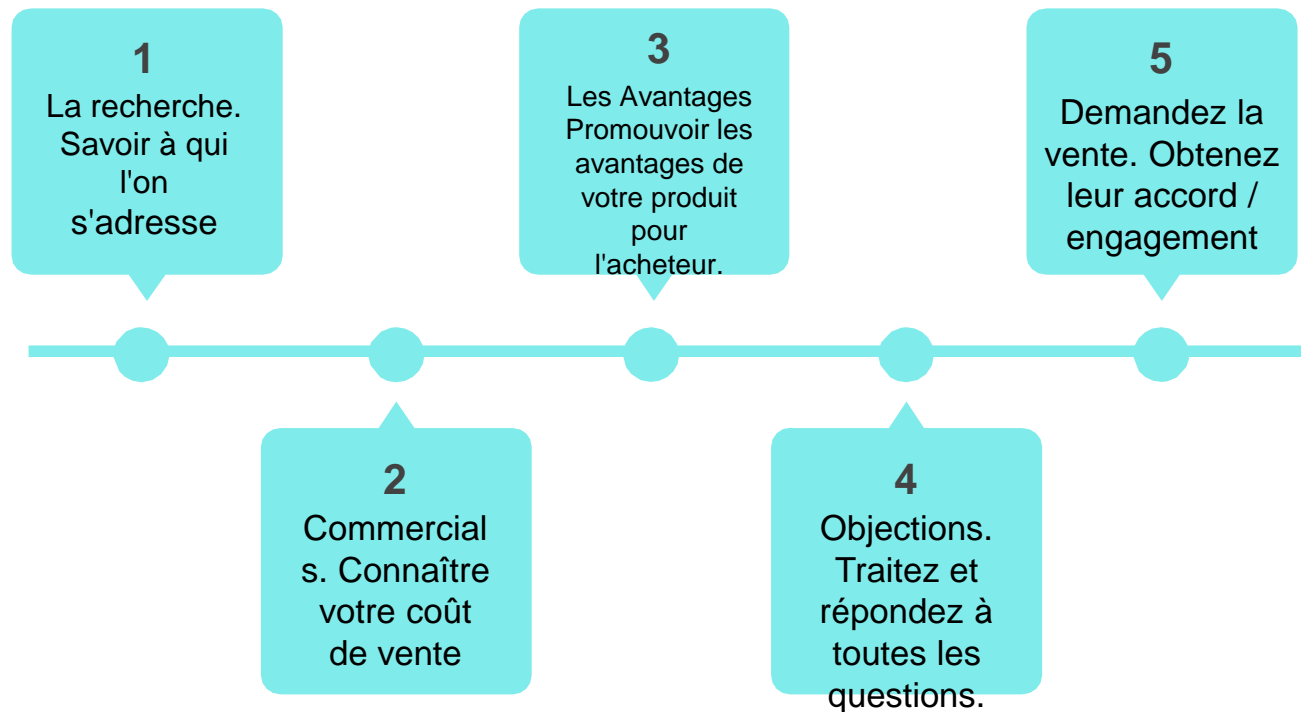 1
La recherche.
Savoir à qui
l'on
s'adresse
2
Commercial
s. Connaître
votre coût
de vente
3
Les Avantages
Promouvoir les
avantages de
votre produit
pour
l'acheteur.
4
Objections.
Traitez et
répondez à
toutes les
questions.
5
Demandez la
vente. Obtenez
leur accord /
engagement